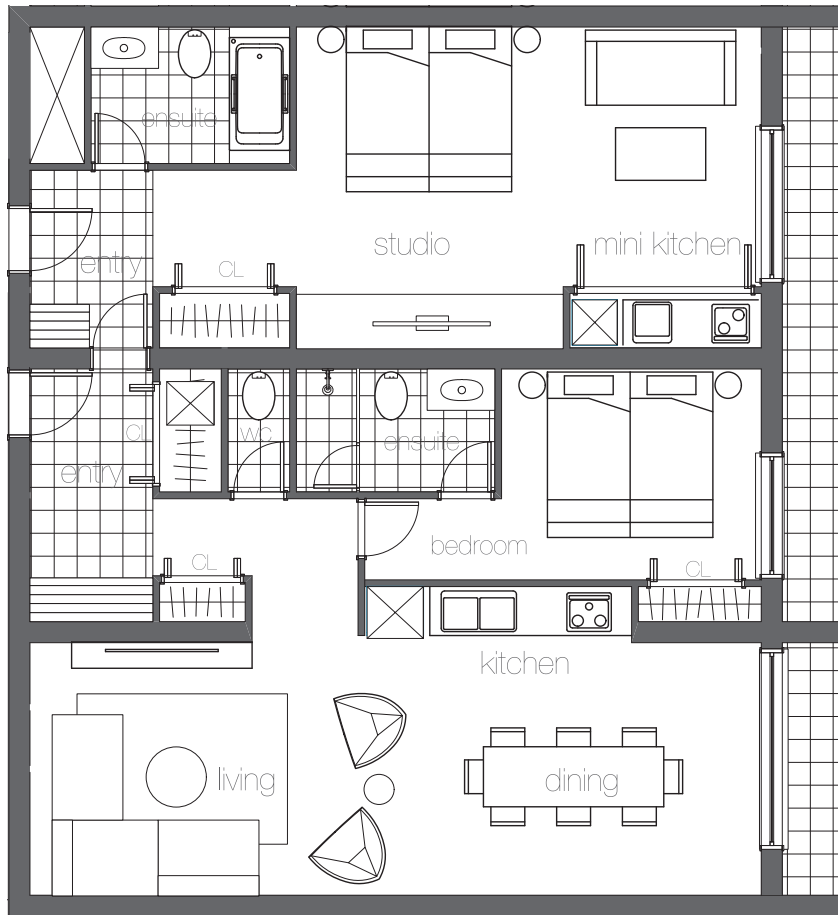 ensuite
studio
mini kitchen
entry
CL
WC
ensuite
CL
entry
bedroom
CL
CL
kitchen
living
dining